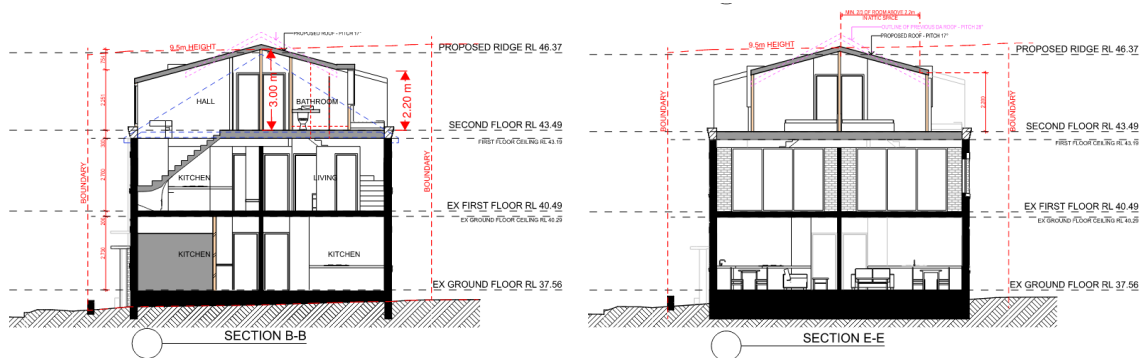 9.5m HEIGHT
PROPOSED ROOF - PITCH 17°
PROPOSED RIDGE RL 46.37
HALL
3.00 m
BATHROOM
2.20 m
SECOND FLOOR RL 43.49
FIRST FLOOR CEILING RL 43.19
BOUNDARY
KITCHEN
LIVING
BOUNDARY
2,700
EX FIRST FLOOR RL 40.49
EX GROUND FLOOR CEILING RL 40.29
KITCHEN
KITCHEN
2,730
EX GROUND FLOOR RL 37.56
SECTION B-B
MIN. 2/3 OF ROOM ABOVE 2.2m
IN ATTIC SPACE
OUTLINE OF PREVIOUS DA ROOF - PITCH 28°
PROPOSED ROOF - PITCH 17°
9.5m HEIGHT
PROPOSED RIDGE RL 46.37
BOUNDARY
BOUNDARY
SECOND FLOOR RL 43.49
FIRST FLOOR CEILING RL 43.19
EX FIRST FLOOR RL 40.49
EX GROUND FLOOR CEILING RL 40.29
EX GROUND FLOOR RL 37.56
SECTION E-E